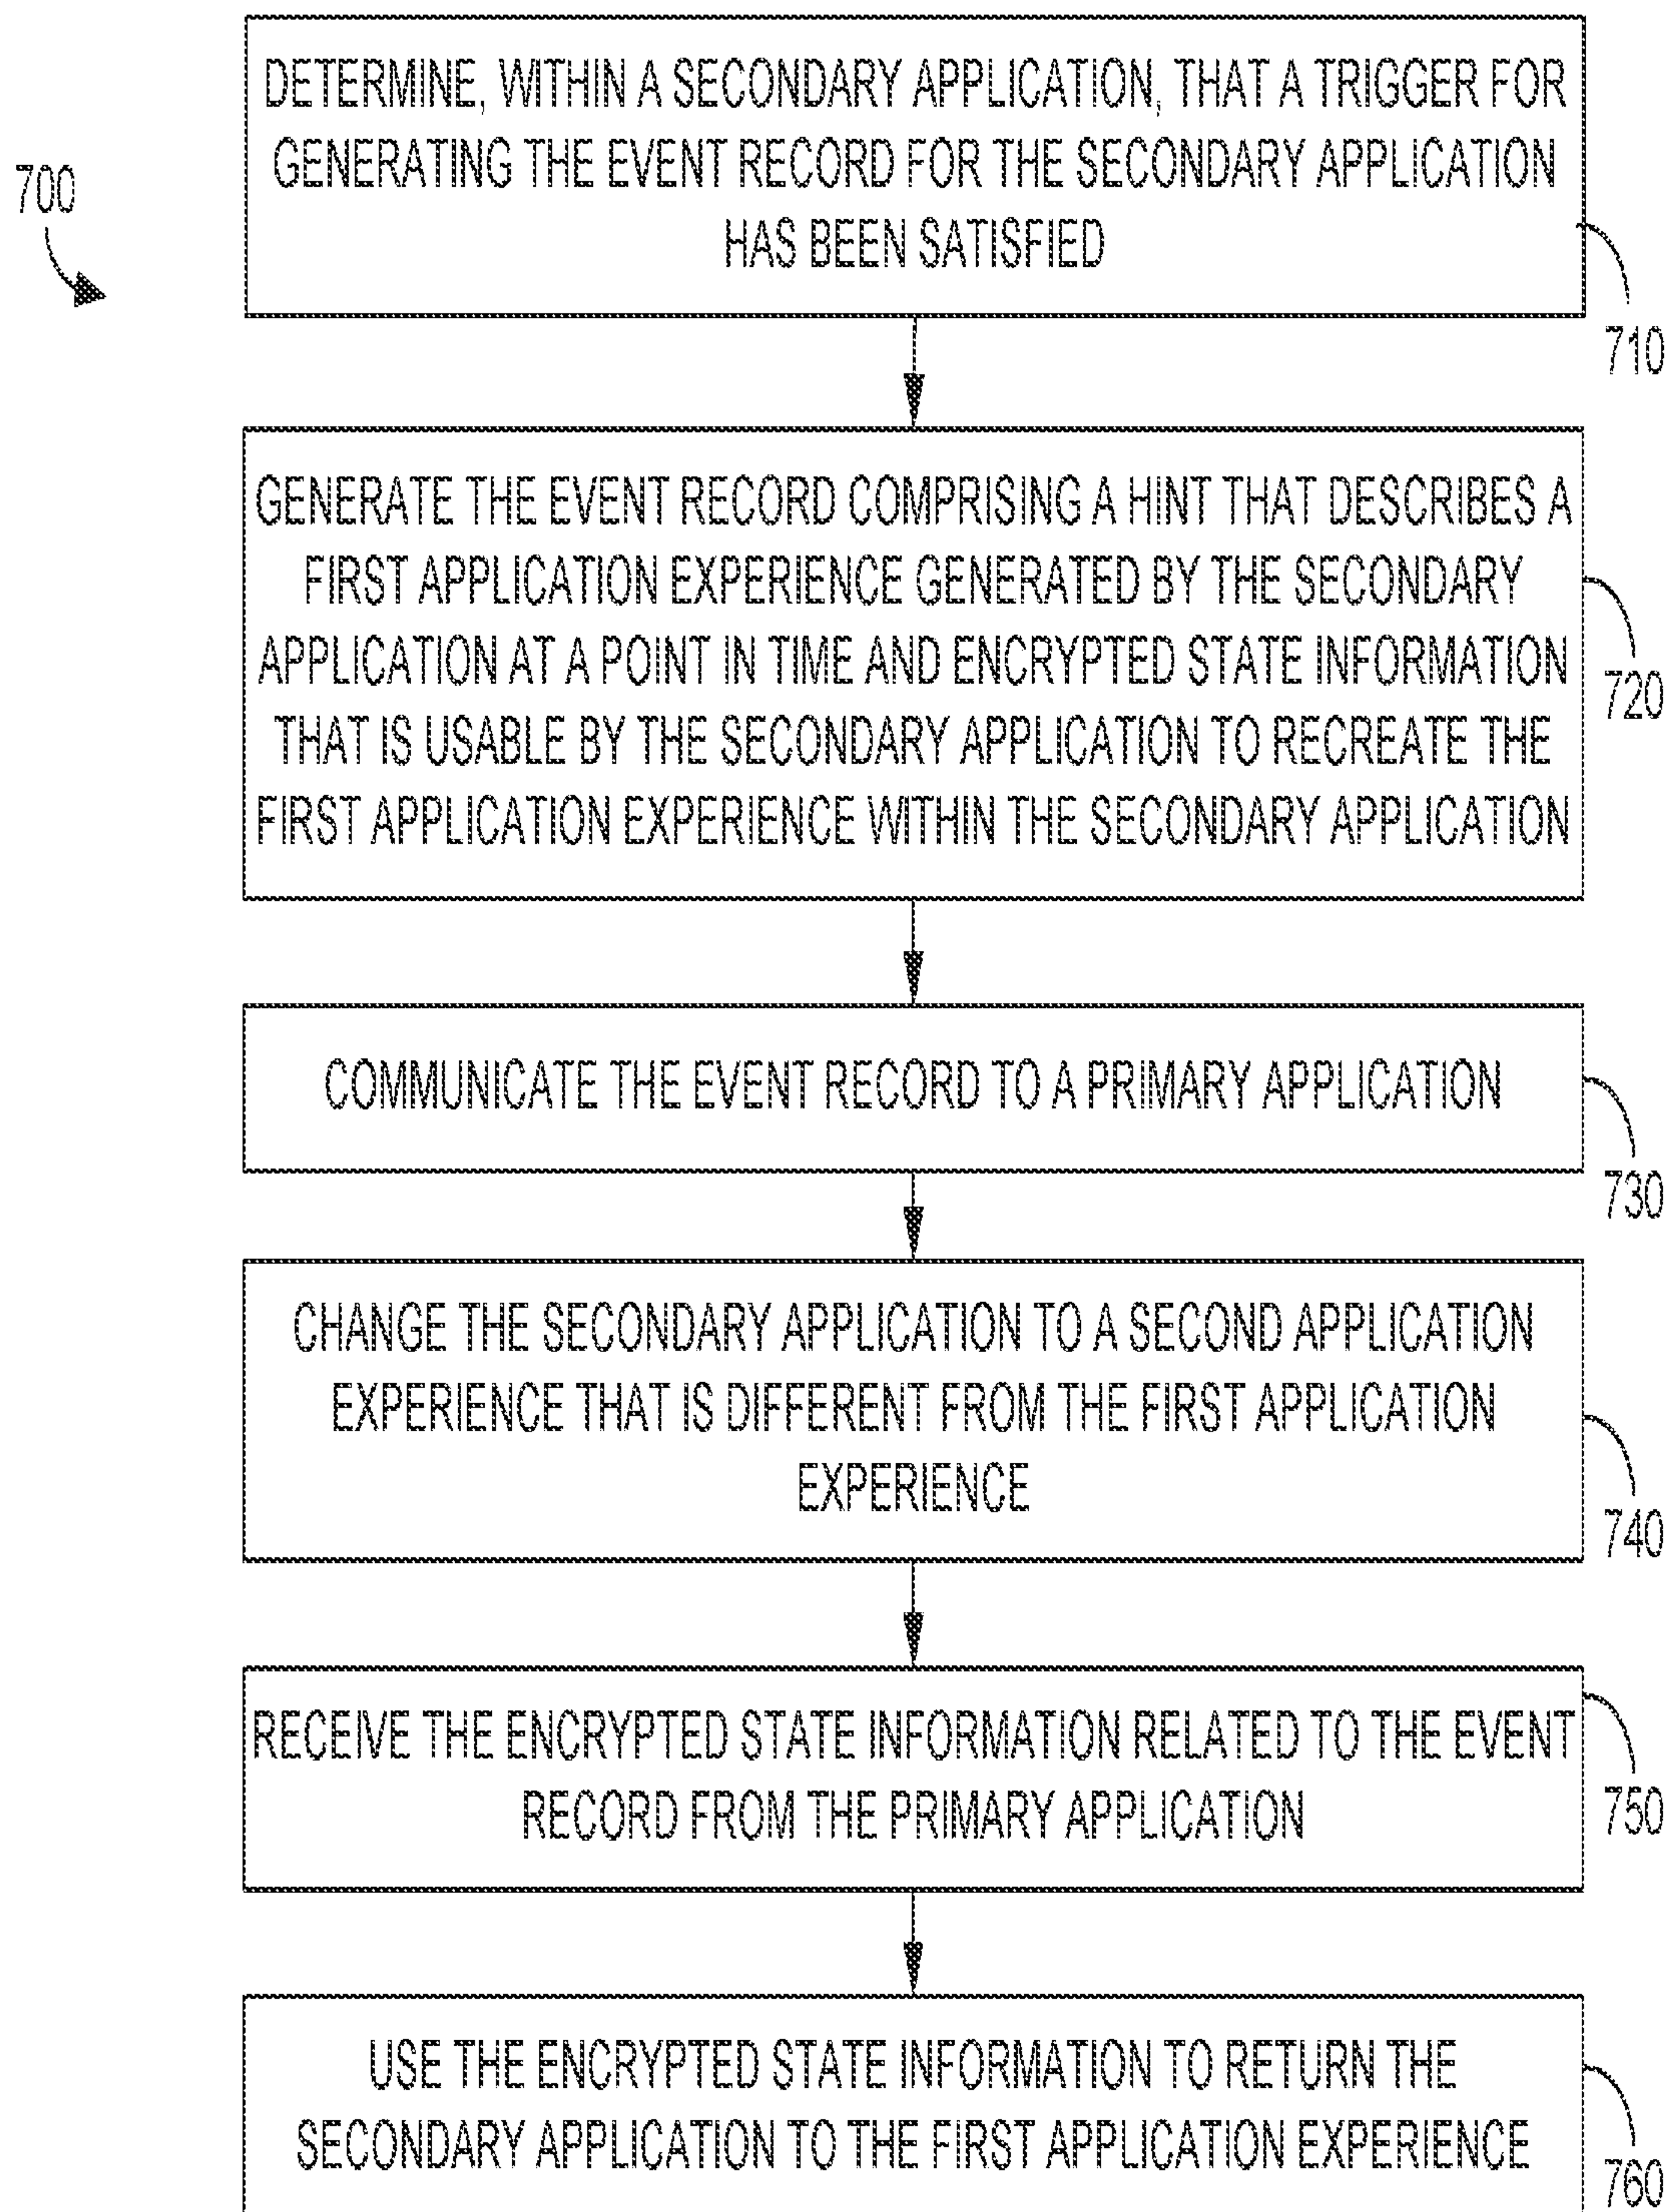 700
DETERMINE, WITHIN A SECONDARY APPLICATION, THAT A TRIGGER FOR
GENERATING THE EVENT RECORD FOR THE SECONDARY APPLICATION
HAS BEEN SATISFIED
710
GENERATE THE EVENT RECORD COMPRISING A HINT THAT DESCRIBES A
FIRST APPLICATION EXPERIENCE GENERATED BY THE SECONDARY
APPLICATION AT A POINT IN TIME AND ENCRYPTED STATE INFORMATION
THAT IS USABLE BY THE SECONDARY APPLICATION TO RECREATE THE
FIRST APPLICATION EXPERIENCE WITHIN THE SECONDARY APPLICATION
720
COMMUNICATE THE EVENT RECORD TO A PRIMARY APPLICATION
730
CHANGE THE SECONDARY APPLICATION TO A SECOND APPLICATION
EXPERIENCE THAT IS DIFFERENT FROM THE FIRST APPLICATION
EXPERIENCE
740
RECEIVE THE ENCRYPTED STATE INFORMATION RELATED TO THE EVENT
RECORD FROM THE PRIMARY APPLICATION
750
USE THE ENCRYPTED STATE INFORMATION TO RETURN THE
SECONDARY APPLICATION TO THE FIRST APPLICATION EXPERIENCE
760